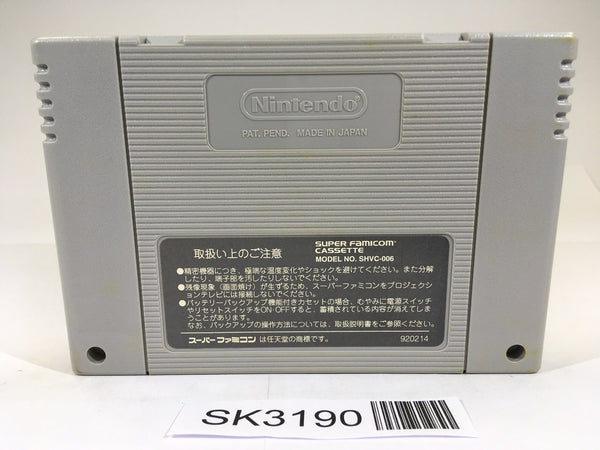 Nintendo
PAT. PEND. MADE IN JAPAN
取扱い上のご注意
SUPER FAMICOM
CASSETTE
MODEL NO. SHVC-006
●精密機器につき、極端な温度変化やショックを避けてください。また分解
したり、端子部を汚したりしないでください。
●残像現象（画面焼け）が生ずるため、スーパーファミコンをプロジェクシ
ョンテレビには接続しないでください。
●バッテリーバックアップ機能付きカセットの場合、むやみに電源スイッチ
やリセットスイッチをON・OFFすると、蓄積されている内容が消えてしま
うことがあります。
なお、バックアップの操作方法については、取扱説明書をご参照ください。
スーパーファミコンは任天堂の商標です。
920214
SK3190